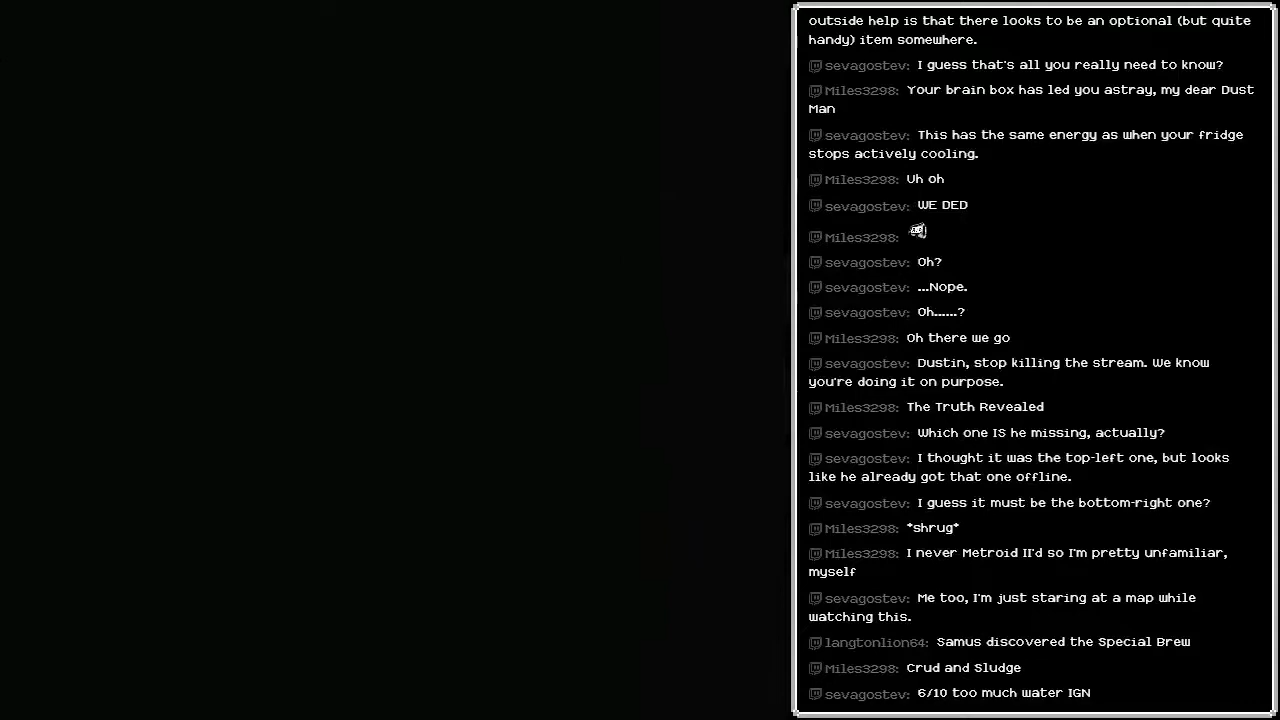 outside help is that there looks to be an optional (but quite
handy) item somewhere.
sevagostev: I guess that's all you really need to know?
Miles3298: Your brain box has led you astray, my dear Dust
Man
sevagostev: This has the same energy as when your fridge
stops actively cooling.
Miles3298: Uh oh
sevagostev: WE DED
Miles3298:
sevagostev: Oh?
sevagostev: ...Nope.
sevagostev: Oh......?
Miles3298: Oh there we go
sevagostev: Dustin, stop killing the stream. We know
you're doing it on purpose.
Miles3298: The Truth Revealed
sevagostev: Which one IS he missing, actually?
sevagostev: I thought it was the top-left one, but looks
like he already got that one offline.
sevagostev: I guess it must be the bottom-right one?
Miles3298: *shrug*
Miles3298: I never Metroid II'd so I'm pretty unfamiliar,
myself
sevagostev: Me too, I'm just staring at a map while
watching this.
langtonlion64: Samus discovered the Special Brew
Miles3298: Crud and Sludge
sevagostev: 6/10 too much water IGN